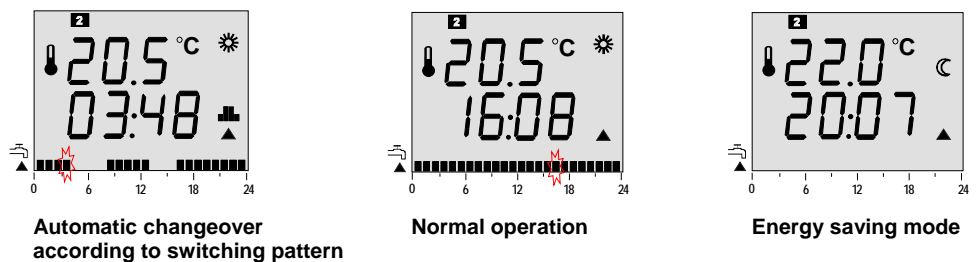 2
20.5 °C
03:48
0 6 12 18 24
Automatic changeover
according to switching pattern
2
20.5 °C
16:08
0 6 12 18 24
Normal operation
2
22.0 °C
20:07
0 6 12 18 24
Energy saving mode